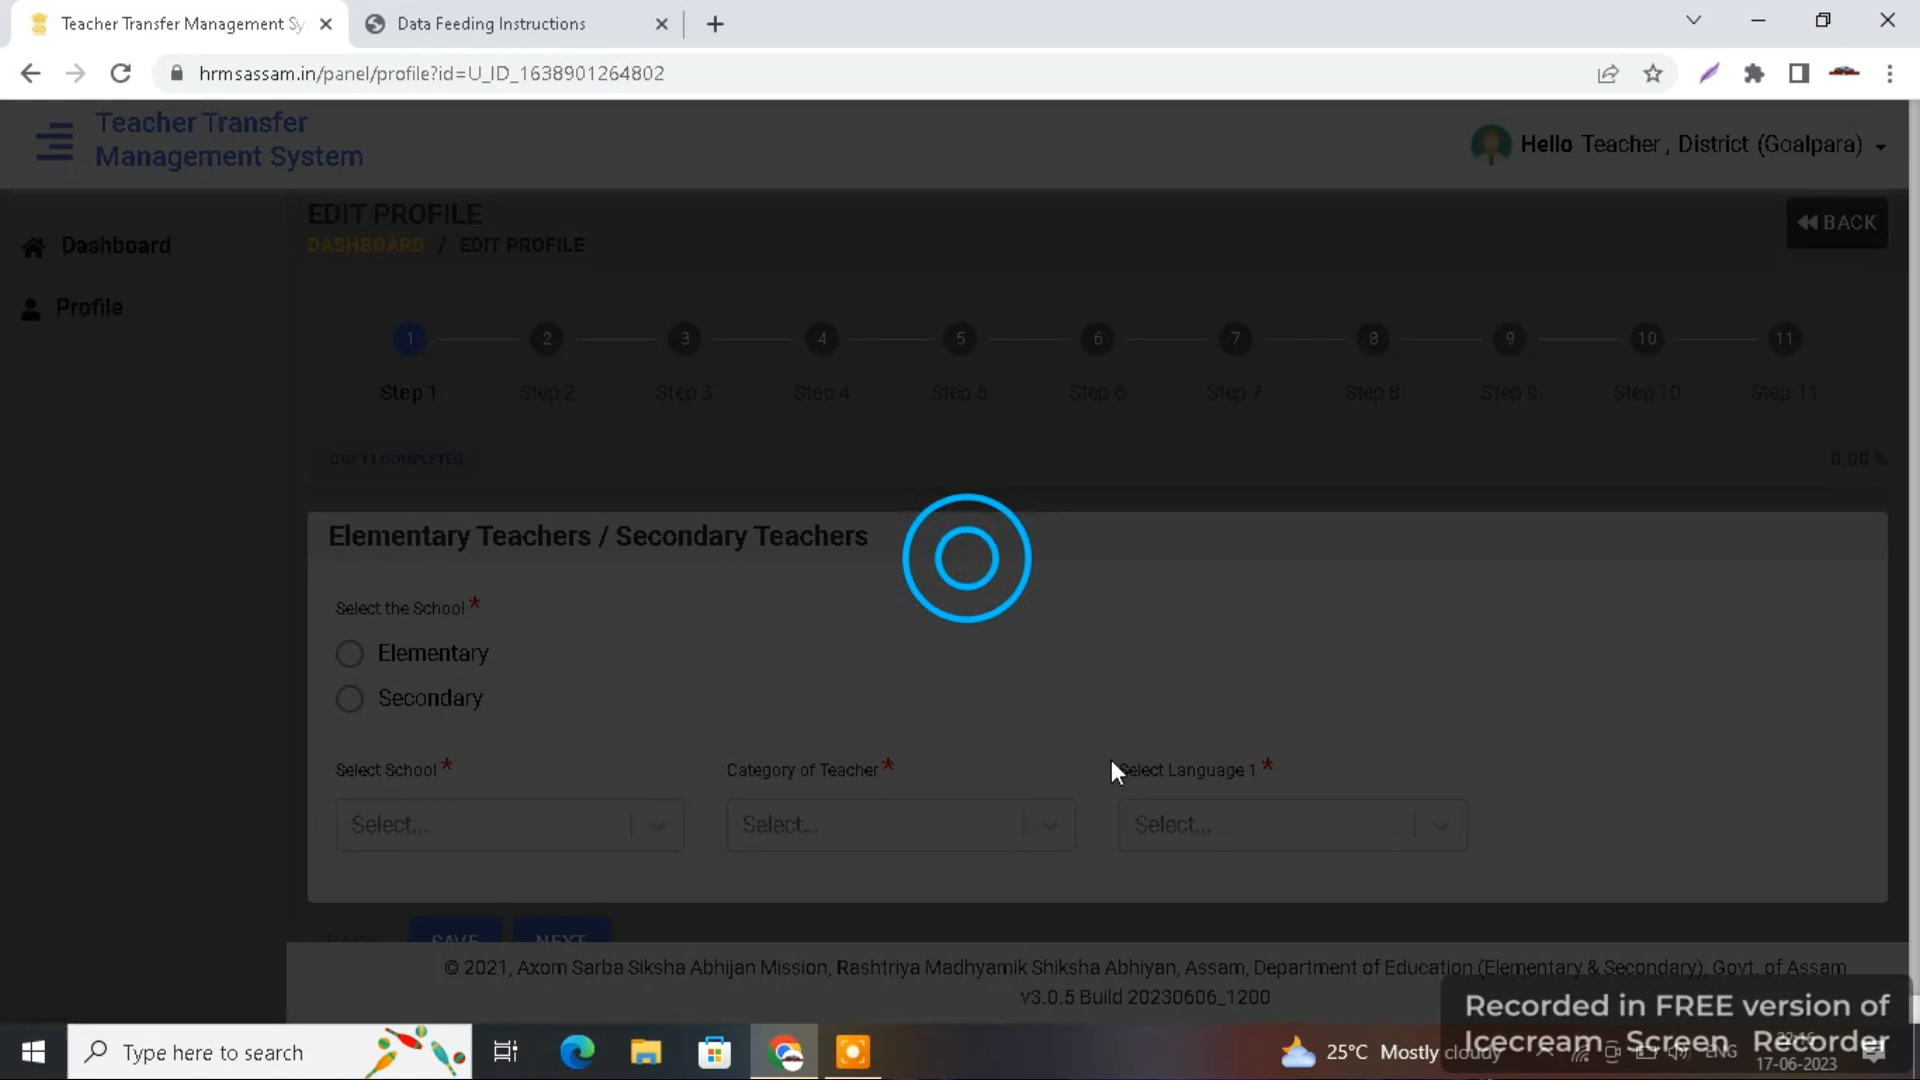 Teacher Transfer Management Sy
Data Feeding Instructions
hrmsassam.in/panel/profile?id=U_ID_1638901264802
Teacher Transfer
Management System
Hello Teacher , District (Goalpara)
EDIT PROFILE
BACK
DASHBOARD / EDIT PROFILE
Dashboard
Profile
1 2 3 4 5 6 7 8 9 10 11
Step 1 Step 2 Step 3 Step 4 Step 5 Step 6 Step 7 Step 8 Step 9 Step 10 Step 11
COMPLETED 0.00 %
Elementary Teachers / Secondary Teachers
Select the School *
Elementary
Secondary
Select School * Category of Teacher * Select Language 1 *
Select... Select... Select...
BACK SAVE NEXT
© 2021, Axom Sarba Siksha Abhijan Mission, Rashtriya Madhyamik Shiksha Abhiyan, Assam, Department of Education (Elementary & Secondary), Govt. of Assam
v3.0.5 Build 20230606_1200
Recorded in FREE version of
Icecream Screen Recorder
Type here to search
25°C Mostly cloudy
ENG
17-06-2023